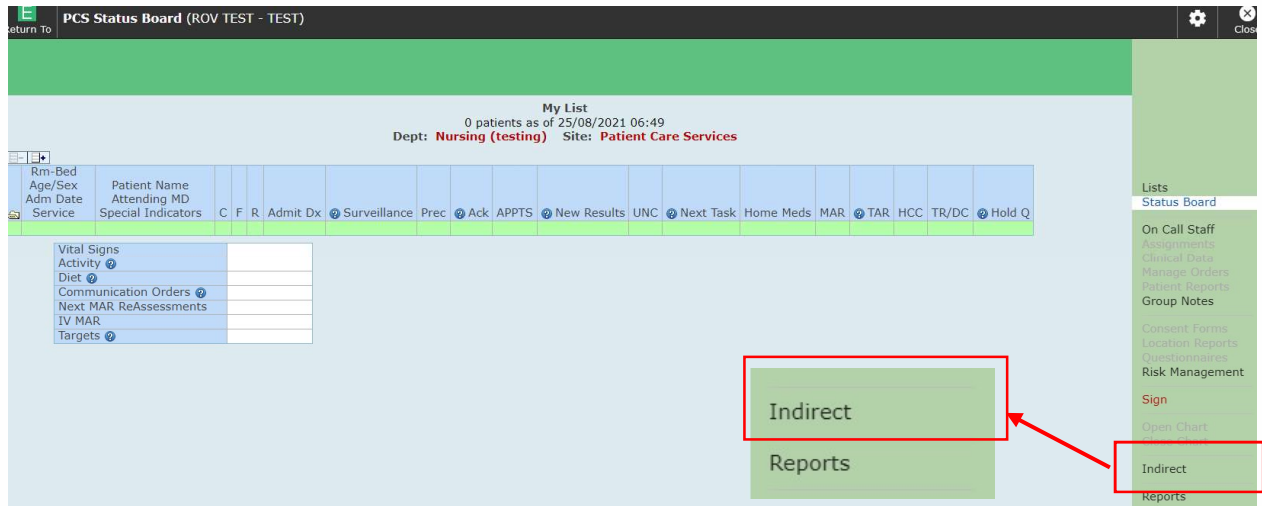 E
Return To
PCS Status Board (ROV TEST - TEST)
Close
My List
0 patients as of 25/08/2021 06:49
Dept: Nursing (testing) Site: Patient Care Services
Rm-Bed
Age/Sex Patient Name
Adm Date Attending MD
Service Special Indicators C F R Admit Dx Surveillance Prec Ack APPTS New Results UNC Next Task Home Meds MAR TAR HCC TR/DC Hold Q
Vital Signs
Activity
Diet
Communication Orders
Next MAR ReAssessments
IV MAR
Targets
Indirect
Reports
Lists
Status Board
On Call Staff
Assignments
Clinical Data
Manage Orders
Patient Reports
Group Notes
Consent Forms
Location Reports
Questionnaires
Risk Management
Sign
Open Chart
Close Chart
Indirect
Reports